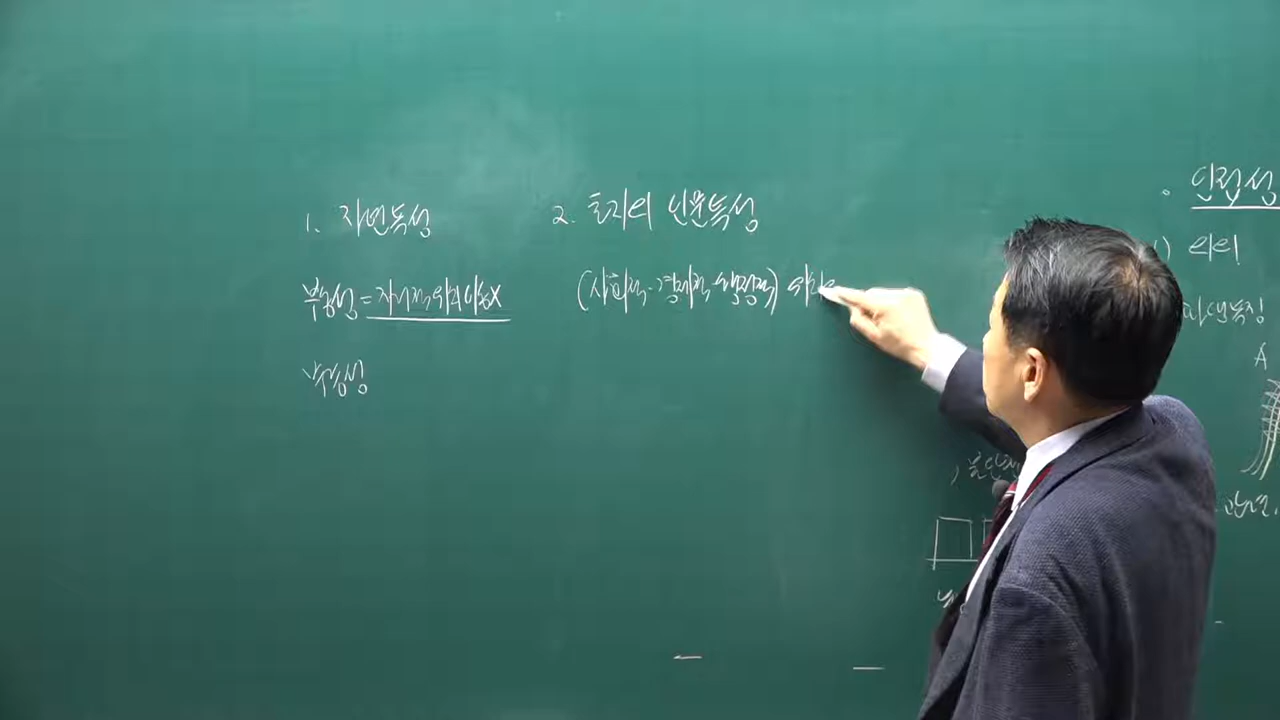 1. 자연특성
부동성 = 지리적 위치이동X
부증성
2. 토지의 인문특성
(사회적·경제적·행정적) 위치
· 인접성
1) 의의
A